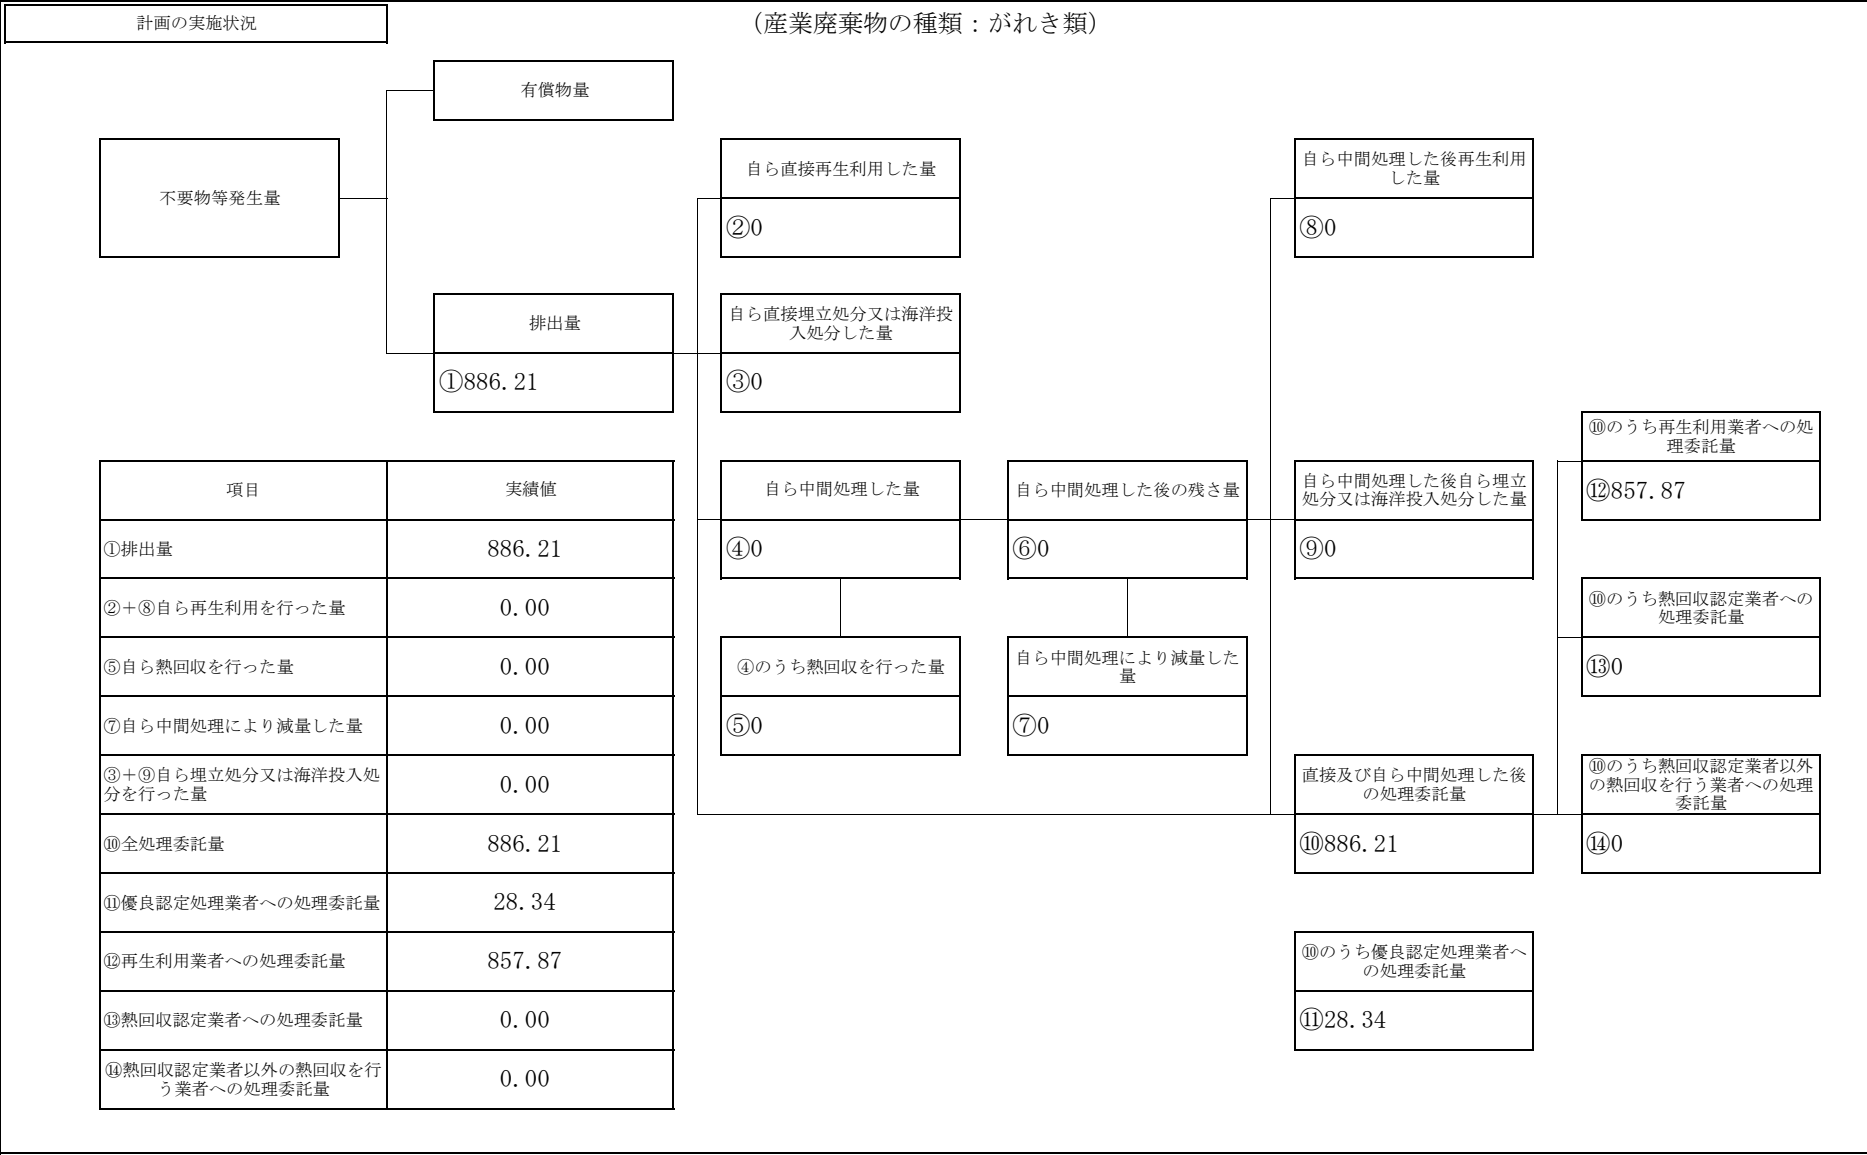 計画の実施状況
（産業廃棄物の種類：がれき類）
有償物量
不要物等発生量
自ら直接再生利用した量
②0
自ら中間処理した後再生利用
した量
⑧0
排出量
①886.21
自ら直接埋立処分又は海洋投
入処分した量
③0
項目
実績値
①排出量
886.21
②＋⑧自ら再生利用を行った量
0.00
⑤自ら熱回収を行った量
0.00
⑦自ら中間処理により減量した量
0.00
③＋⑨自ら埋立処分又は海洋投入処
分を行った量
0.00
⑩全処理委託量
886.21
⑪優良認定処理業者への処理委託量
28.34
⑫再生利用業者への処理委託量
857.87
⑬熱回収認定業者への処理委託量
0.00
⑭熱回収認定業者以外の熱回収を行
う業者への処理委託量
0.00
自ら中間処理した量
④0
自ら中間処理した後の残さ量
⑥0
自ら中間処理した後自ら埋立
処分又は海洋投入処分した量
⑨0
⑩のうち再生利用業者への処
理委託量
⑫857.87
④のうち熱回収を行った量
⑤0
自ら中間処理により減量した
量
⑦0
⑩のうち熱回収認定業者への
処理委託量
⑬0
直接及び自ら中間処理した後
の処理委託量
⑩886.21
⑩のうち熱回収認定業者以外
の熱回収を行う業者への処理
委託量
⑭0
⑩のうち優良認定処理業者へ
の処理委託量
⑪28.34